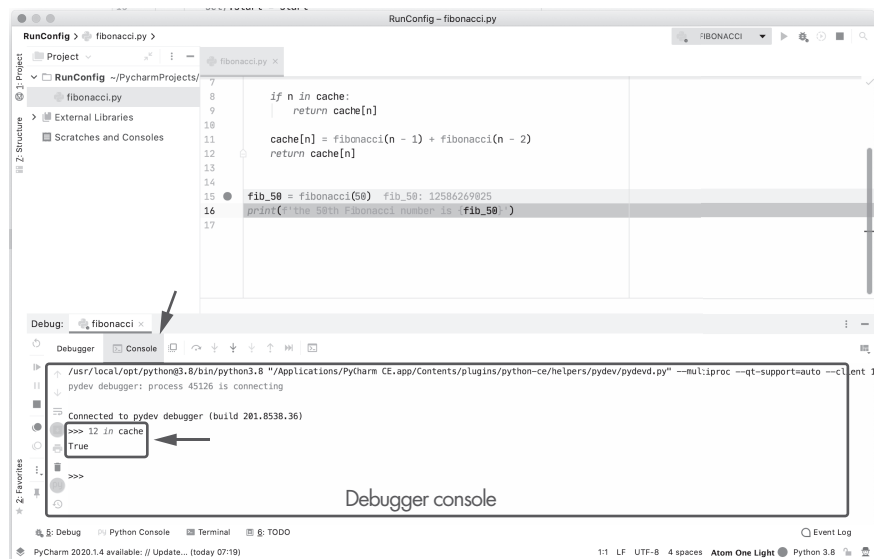 RunConfig – fibonacci.py
RunConfig > fibonacci.py >
FIBONACCI
1: Project
Project
fibonacci.py ×
RunConfig ~/PycharmProjects/
fibonacci.py
External Libraries
Scratches and Consoles
Z: Structure
7
8 if n in cache:
9 return cache[n]
10
11 cache[n] = fibonacci(n - 1) + fibonacci(n - 2)
12 return cache[n]
13
14
15 fib_50 = fibonacci(50) fib_50: 12586269025
16 print(f'the 50th Fibonacci number is {fib_50}')
17
Debug: fibonacci ×
Debugger Console
/usr/local/opt/python@3.8/bin/python3.8 "/Applications/PyCharm CE.app/Contents/plugins/python-ce/helpers/pydev/pydevd.py" --multiproc --qt-support=auto --client 1
pydev debugger: process 45126 is connecting
Connected to pydev debugger (build 201.8538.36)
>>> 12 in cache
True
>>>
Debugger console
2: Favorites
5: Debug Python Console Terminal 6: TODO Event Log
PyCharm 2020.1.4 available: // Update... (today 07:19) 1:1 LF UTF-8 4 spaces Atom One Light Python 3.8